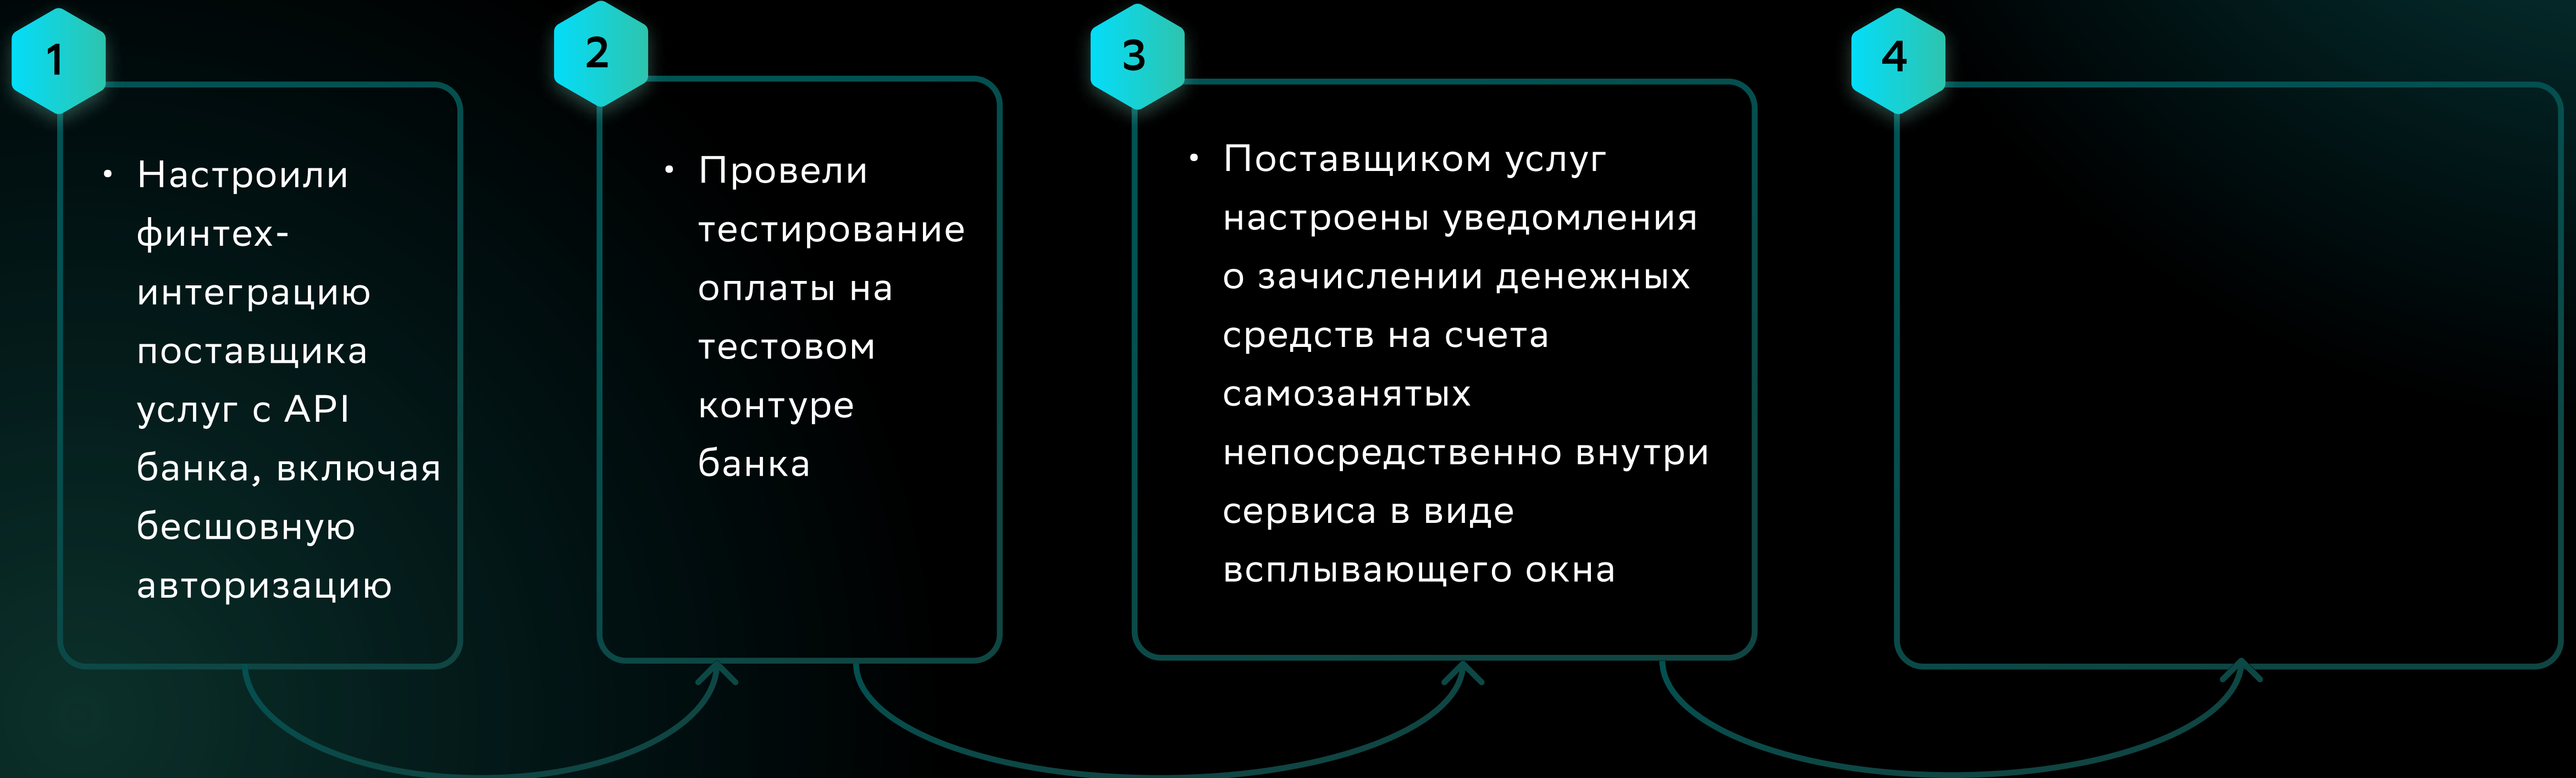 1
• Настроили
финтех-
интеграцию
поставщика
услуг с API
банка, включая
бесшовную
авторизацию
2
• Провели
тестирование
оплаты на
тестовом
контуре
банка
3
• Поставщиком услуг
настроены уведомления
о зачислении денежных
средств на счета
самозанятых
непосредственно внутри
сервиса в виде
всплывающего окна
4